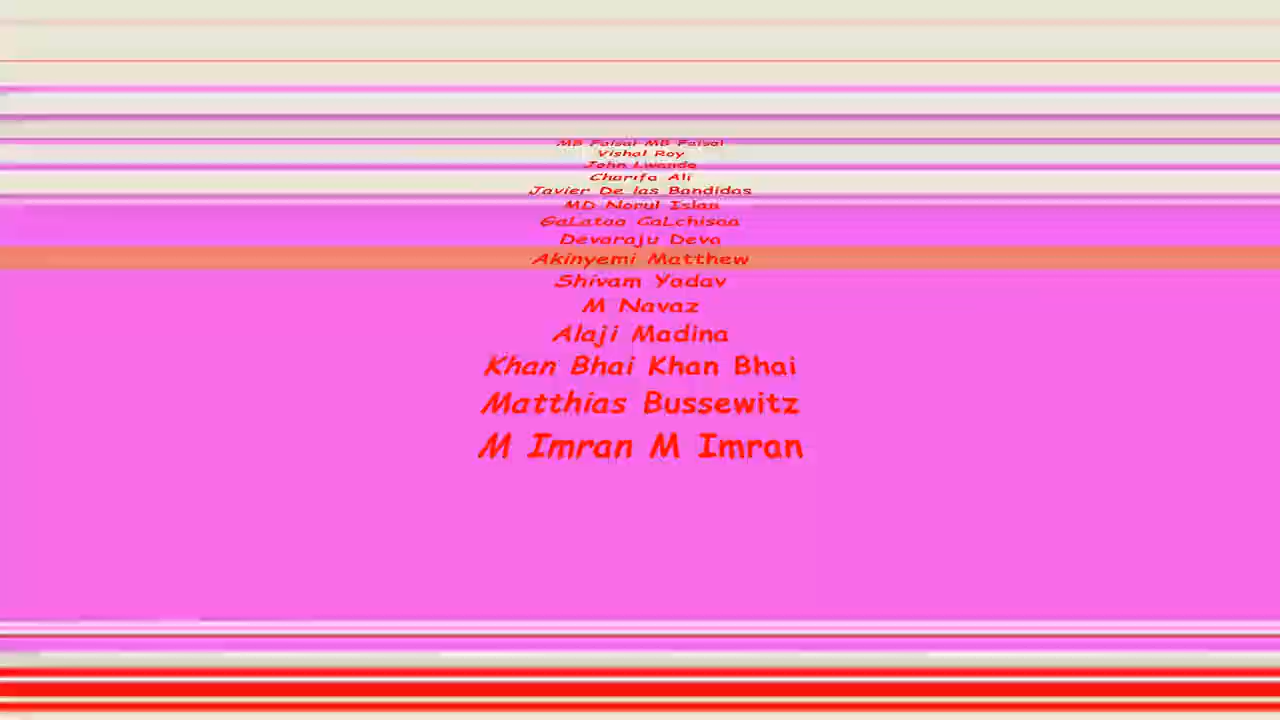 MB Faisal MB Faisal
Vishal Roy
John Lwanda
Charifa Ali
Javier De las Bandidas
MD Norul Islan
GaLataa GaLchisaa
Devaraju Deva
Akinyemi Matthew
Shivam Yadav
M Navaz
Alaji Madina
Khan Bhai Khan Bhai
Matthias Bussewitz
M Imran M Imran